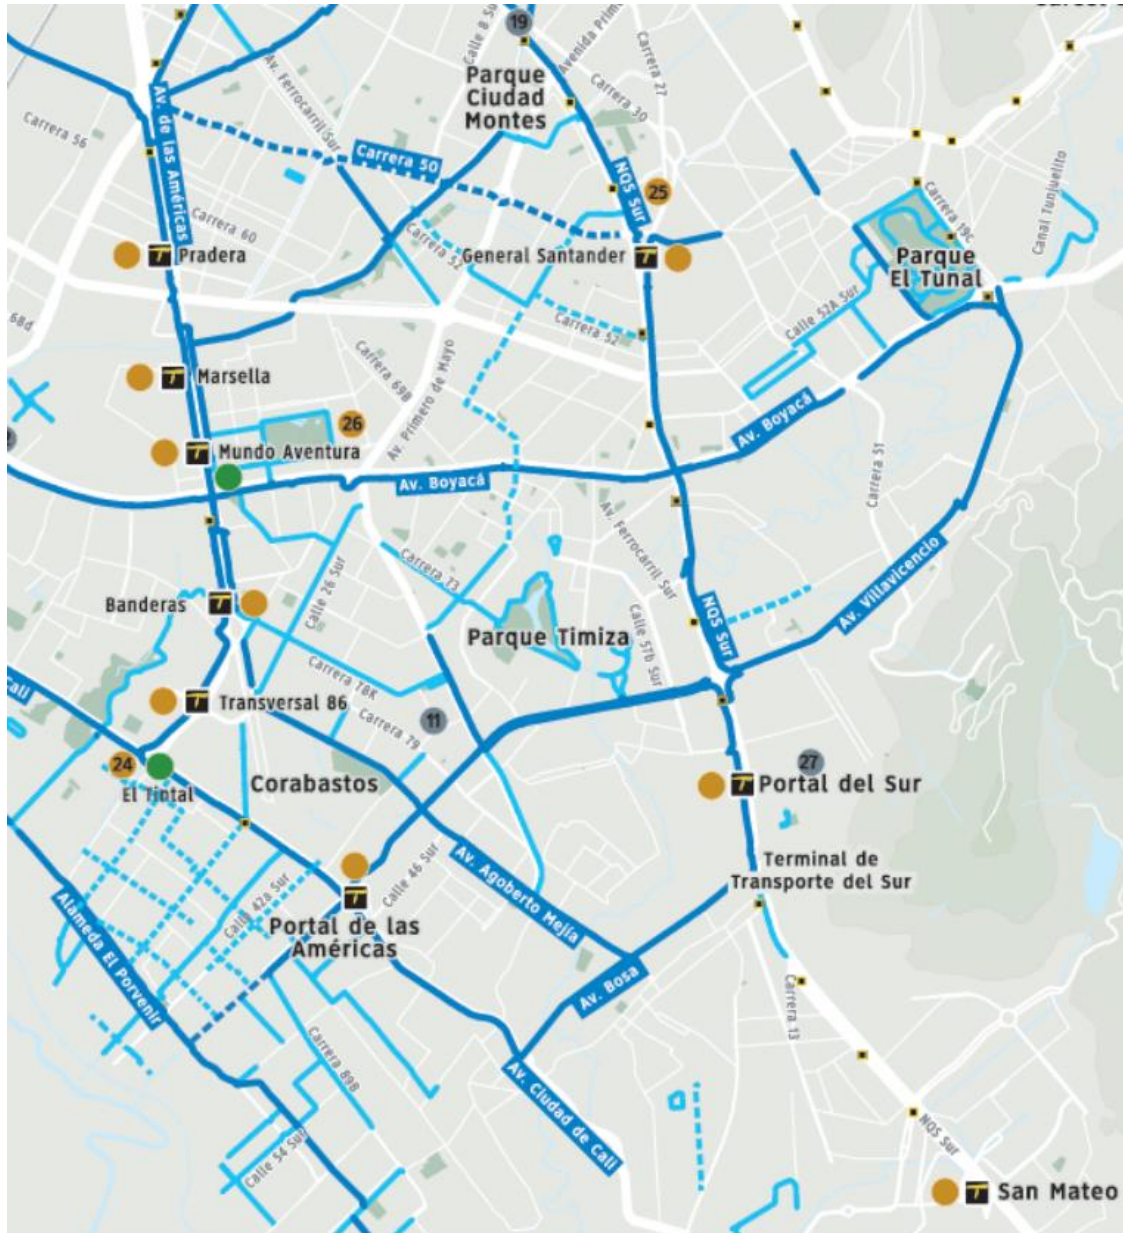 19
Calle 8 Su
Avenida Prim
Carrera 27
Av. Ferrocarril Sur
Parque
Ciudad
Montes
Carrera 30
Carrera 56
Av. de las Américas
Carrera 50
NQS Sur
25
Carrera 19C
Canal Tunjuelito
Carrera 60
Carrera 52
Pradera
General Santander
Parque
El Tunal
68d
Carrera 52
Calle 52A Sur
Carrera 69B
Av. Primero de Mayo
Marsella
26
Mundo Aventura
Av. Boyacá
Av. Boyacá
Carrera 51
Av. Ferrocarril Sur
Carrera 73
Calle 26 Sur
Av. Villavicencio
Banderas
Parque Timiza
NQS Sur
Calle 57b Sur
Cali
Carrera 78K
Transversal 86
Carrera 79
11
24
El Tintal
Corabastos
27
Portal del Sur
Calle 46 Sur
Av. Agoberto Mejía
Terminal de
Transporte del Sur
Alameda El Porvenir
Calle 42a Sur
Portal de las
Américas
Av. Bosa
Carrera 13
Carrera 89B
Av. Ciudad de Cali
Calle 54 Sur
NQS Sur
San Mateo